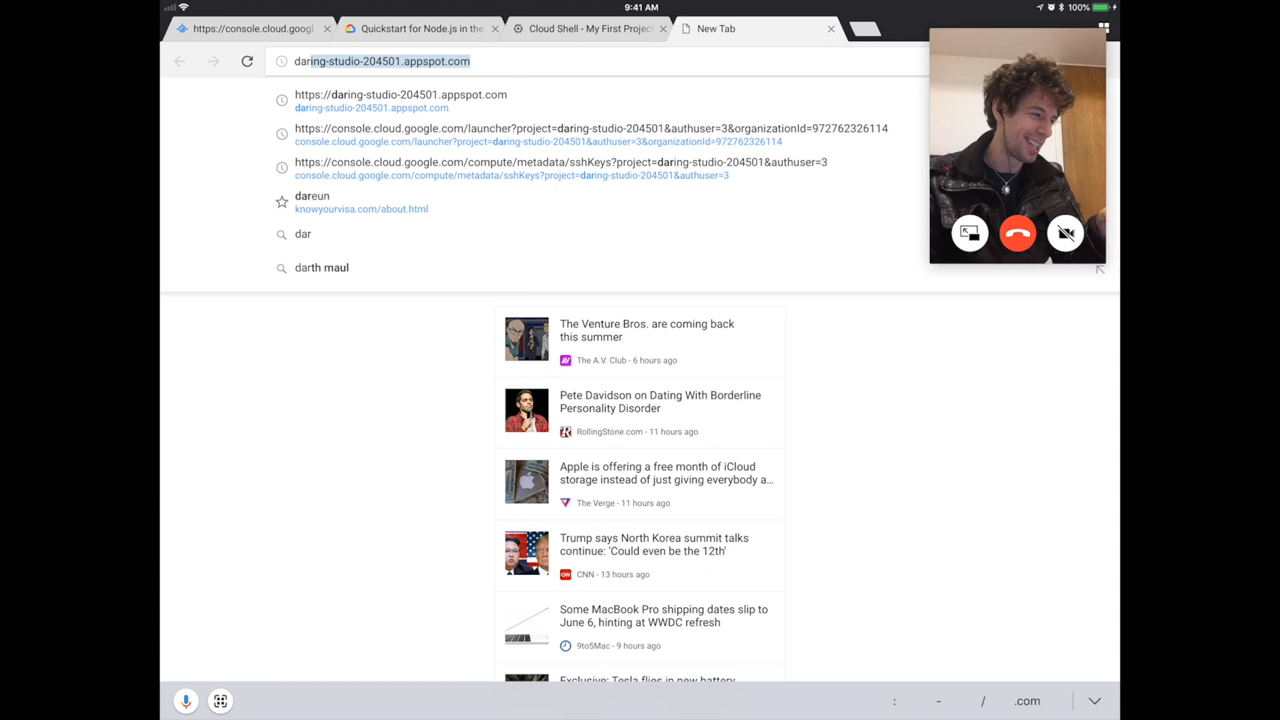 9:41 AM
100%
https://console.cloud.googl
Quickstart for Node.js in the
Cloud Shell - My First Projec
New Tab
daring-studio-204501.appspot.com
https://daring-studio-204501.appspot.com
daring-studio-204501.appspot.com
https://console.cloud.google.com/launcher?project=daring-studio-204501&authuser=3&organizationId=972762326114
console.cloud.google.com/launcher?project=daring-studio-204501&authuser=3&organizationId=972762326114
https://console.cloud.google.com/compute/metadata/sshKeys?project=daring-studio-204501&authuser=3
console.cloud.google.com/compute/metadata/sshKeys?project=daring-studio-204501&authuser=3
dareun
knowyourvisa.com/about.html
dar
darth maul
The Venture Bros. are coming back
this summer
AV The A.V. Club - 6 hours ago
Pete Davidson on Dating With Borderline
Personality Disorder
R RollingStone.com - 11 hours ago
Apple is offering a free month of iCloud
storage instead of just giving everybody a...
The Verge - 11 hours ago
Trump says North Korea summit talks
continue: 'Could even be the 12th'
CNN CNN - 13 hours ago
Some MacBook Pro shipping dates slip to
June 6, hinting at WWDC refresh
9to5Mac - 9 hours ago
Exclusive: Tesla flies in new battery
: - / .com